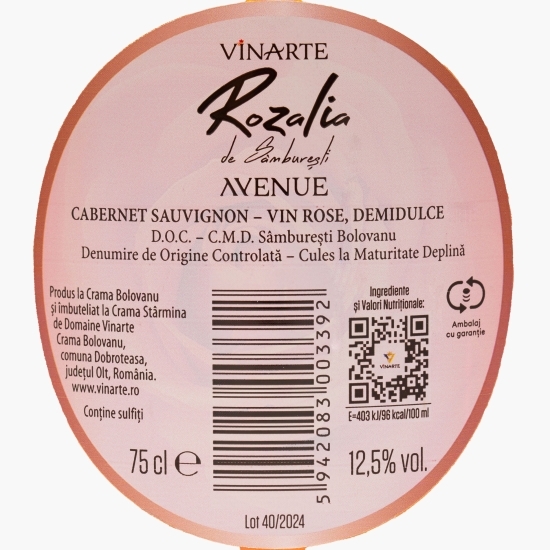 VINARTE
Rozalia
de Sâmburești
AVENUE
CABERNET SAUVIGNON – VIN ROSE, DEMIDULCE
D.O.C. – C.M.D. Sâmburești Bolovanu
Denumire de Origine Controlată – Cules la Maturitate Deplină
Produs la Crama Bolovanu
și îmbuteliat la Crama Stârmina
de Domaine Vinarte
Crama Bolovanu,
comuna Dobroteasa,
județul Olt, România.
www.vinarte.ro
Conține sulfiți
75 cl e
5942083003392
Ingrediente
și Valori Nutriționale:
VINARTE
E=403 kJ/96 kcal/100 ml
12,5% vol.
Ambalaj
cu garanție
Lot 40/2024